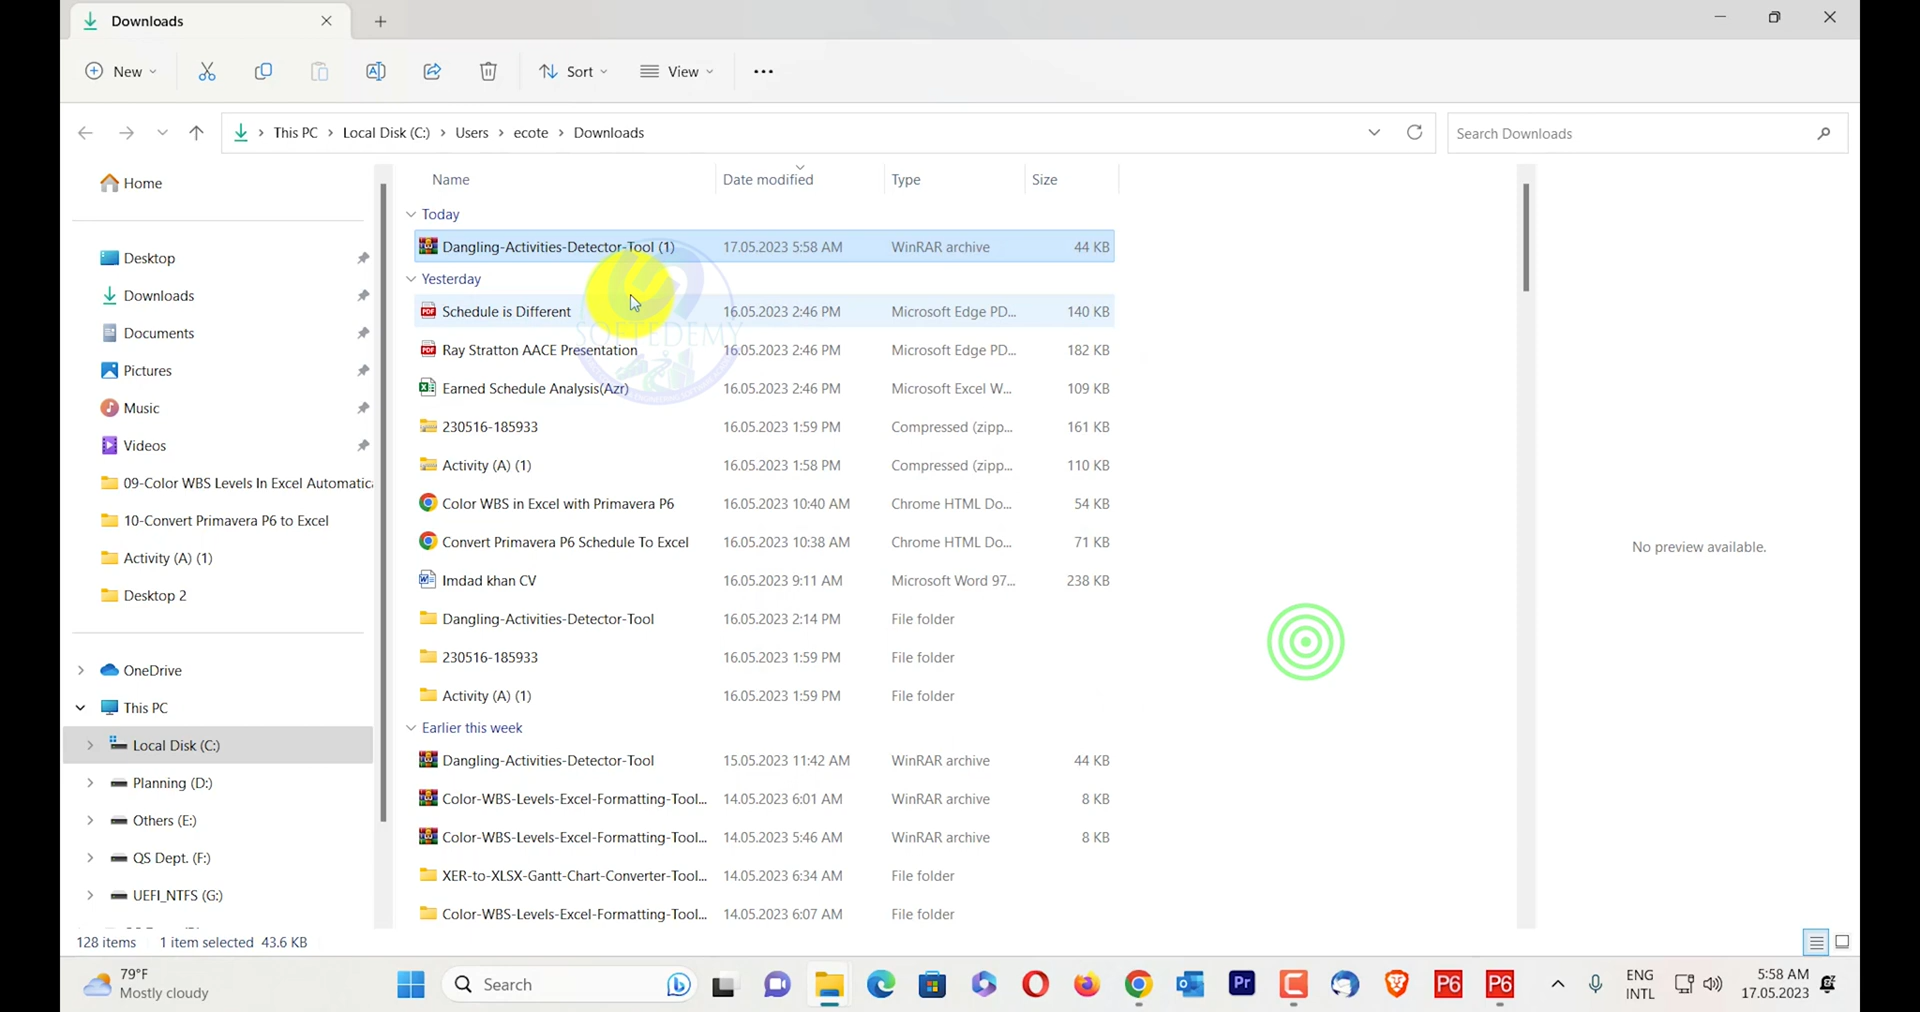 Downloads
New
Sort
View
This PC > Local Disk (C:) > Users > ecote > Downloads
Search Downloads
Name Date modified Type Size
Today
Dangling-Activities-Detector-Tool (1) 17.05.2023 5:58 AM WinRAR archive 44 KB
Yesterday
Schedule is Different 16.05.2023 2:46 PM Microsoft Edge PD... 140 KB
SOFTEDEMY
Ray Stratton AACE Presentation 16.05.2023 2:46 PM Microsoft Edge PD... 182 KB
Earned Schedule Analysis(Azr) 16.05.2023 2:46 PM Microsoft Excel W... 109 KB
230516-185933 16.05.2023 1:59 PM Compressed (zipp... 161 KB
Activity (A) (1) 16.05.2023 1:58 PM Compressed (zipp... 110 KB
Color WBS in Excel with Primavera P6 16.05.2023 10:40 AM Chrome HTML Do... 54 KB
Convert Primavera P6 Schedule To Excel 16.05.2023 10:38 AM Chrome HTML Do... 71 KB
Imdad khan CV 16.05.2023 9:11 AM Microsoft Word 97... 238 KB
Dangling-Activities-Detector-Tool 16.05.2023 2:14 PM File folder
230516-185933 16.05.2023 1:59 PM File folder
Activity (A) (1) 16.05.2023 1:59 PM File folder
Earlier this week
Dangling-Activities-Detector-Tool 15.05.2023 11:42 AM WinRAR archive 44 KB
Color-WBS-Levels-Excel-Formatting-Tool... 14.05.2023 6:01 AM WinRAR archive 8 KB
Color-WBS-Levels-Excel-Formatting-Tool... 14.05.2023 5:46 AM WinRAR archive 8 KB
XER-to-XLSX-Gantt-Chart-Converter-Tool... 14.05.2023 6:34 AM File folder
Color-WBS-Levels-Excel-Formatting-Tool... 14.05.2023 6:07 AM File folder
Home
Desktop
Downloads
Documents
Pictures
Music
Videos
09-Color WBS Levels In Excel Automatica
10-Convert Primavera P6 to Excel
Activity (A) (1)
Desktop 2
OneDrive
This PC
Local Disk (C:)
Planning (D:)
Others (E:)
QS Dept. (F:)
UEFI_NTFS (G:)
No preview available.
128 items 1 item selected 43.6 KB
79°F
Mostly cloudy
Search
Pr
P6
P6
ENG
INTL
5:58 AM
17.05.2023